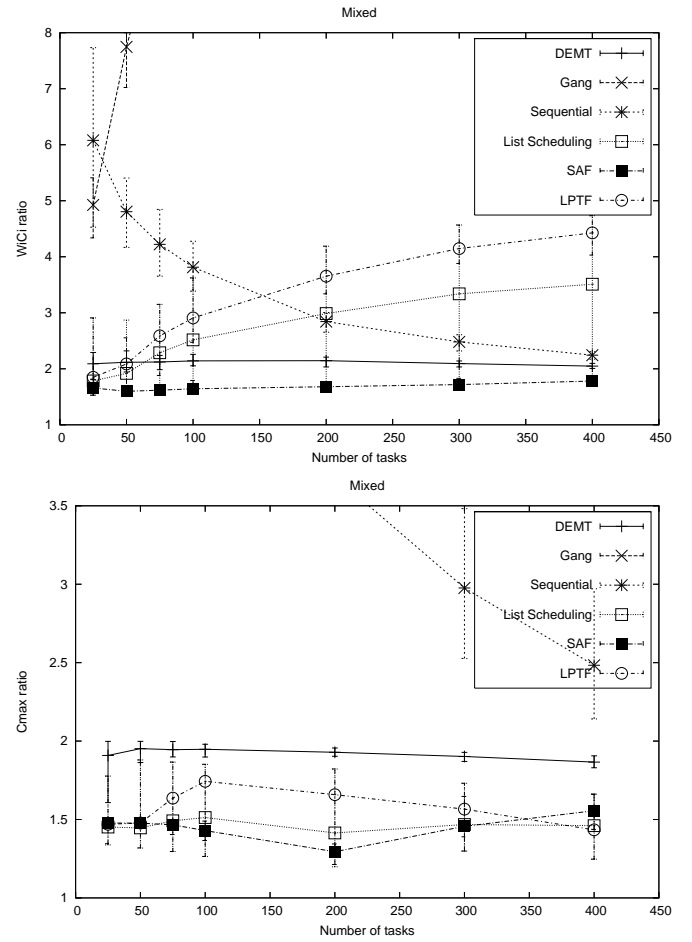 Mixed
8
7
6
5
4
3
2
1
WiCi ratio
0 50 100 150 200 250 300 350 400 450
Number of tasks
DEMT
Gang
Sequential
List Scheduling
SAF
LPTF
Mixed
3.5
3
2.5
2
1.5
1
Cmax ratio
0 50 100 150 200 250 300 350 400 450
Number of tasks
DEMT
Gang
Sequential
List Scheduling
SAF
LPTF